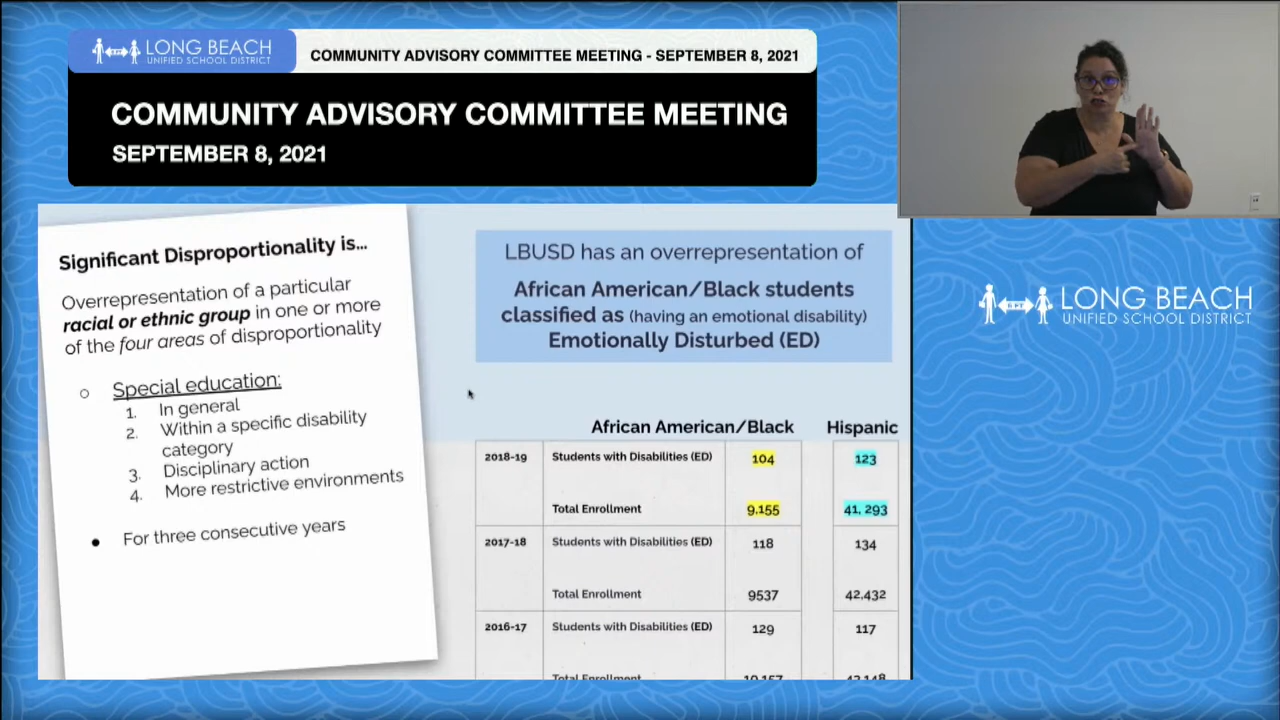 LONG BEACH
UNIFIED SCHOOL DISTRICT
COMMUNITY ADVISORY COMMITTEE MEETING - SEPTEMBER 8, 2021
COMMUNITY ADVISORY COMMITTEE MEETING
SEPTEMBER 8, 2021
Significant Disproportionality is...
Overrepresentation of a particular
racial or ethnic group in one or more
of the four areas of disproportionality
Special education:
1. In general
2. Within a specific disability
category
3. Disciplinary action
4. More restrictive environments
For three consecutive years
LBUSD has an overrepresentation of
African American/Black students
classified as (having an emotional disability)
Emotionally Disturbed (ED)
African American/Black Hispanic
2018-19 Students with Disabilities (ED) 104 123
Total Enrollment 9,155 41, 293
2017-18 Students with Disabilities (ED) 118 134
Total Enrollment 9537 42,432
2016-17 Students with Disabilities (ED) 129 117
Total Enrollment
6 FT
LONG BEACH
UNIFIED SCHOOL DISTRICT